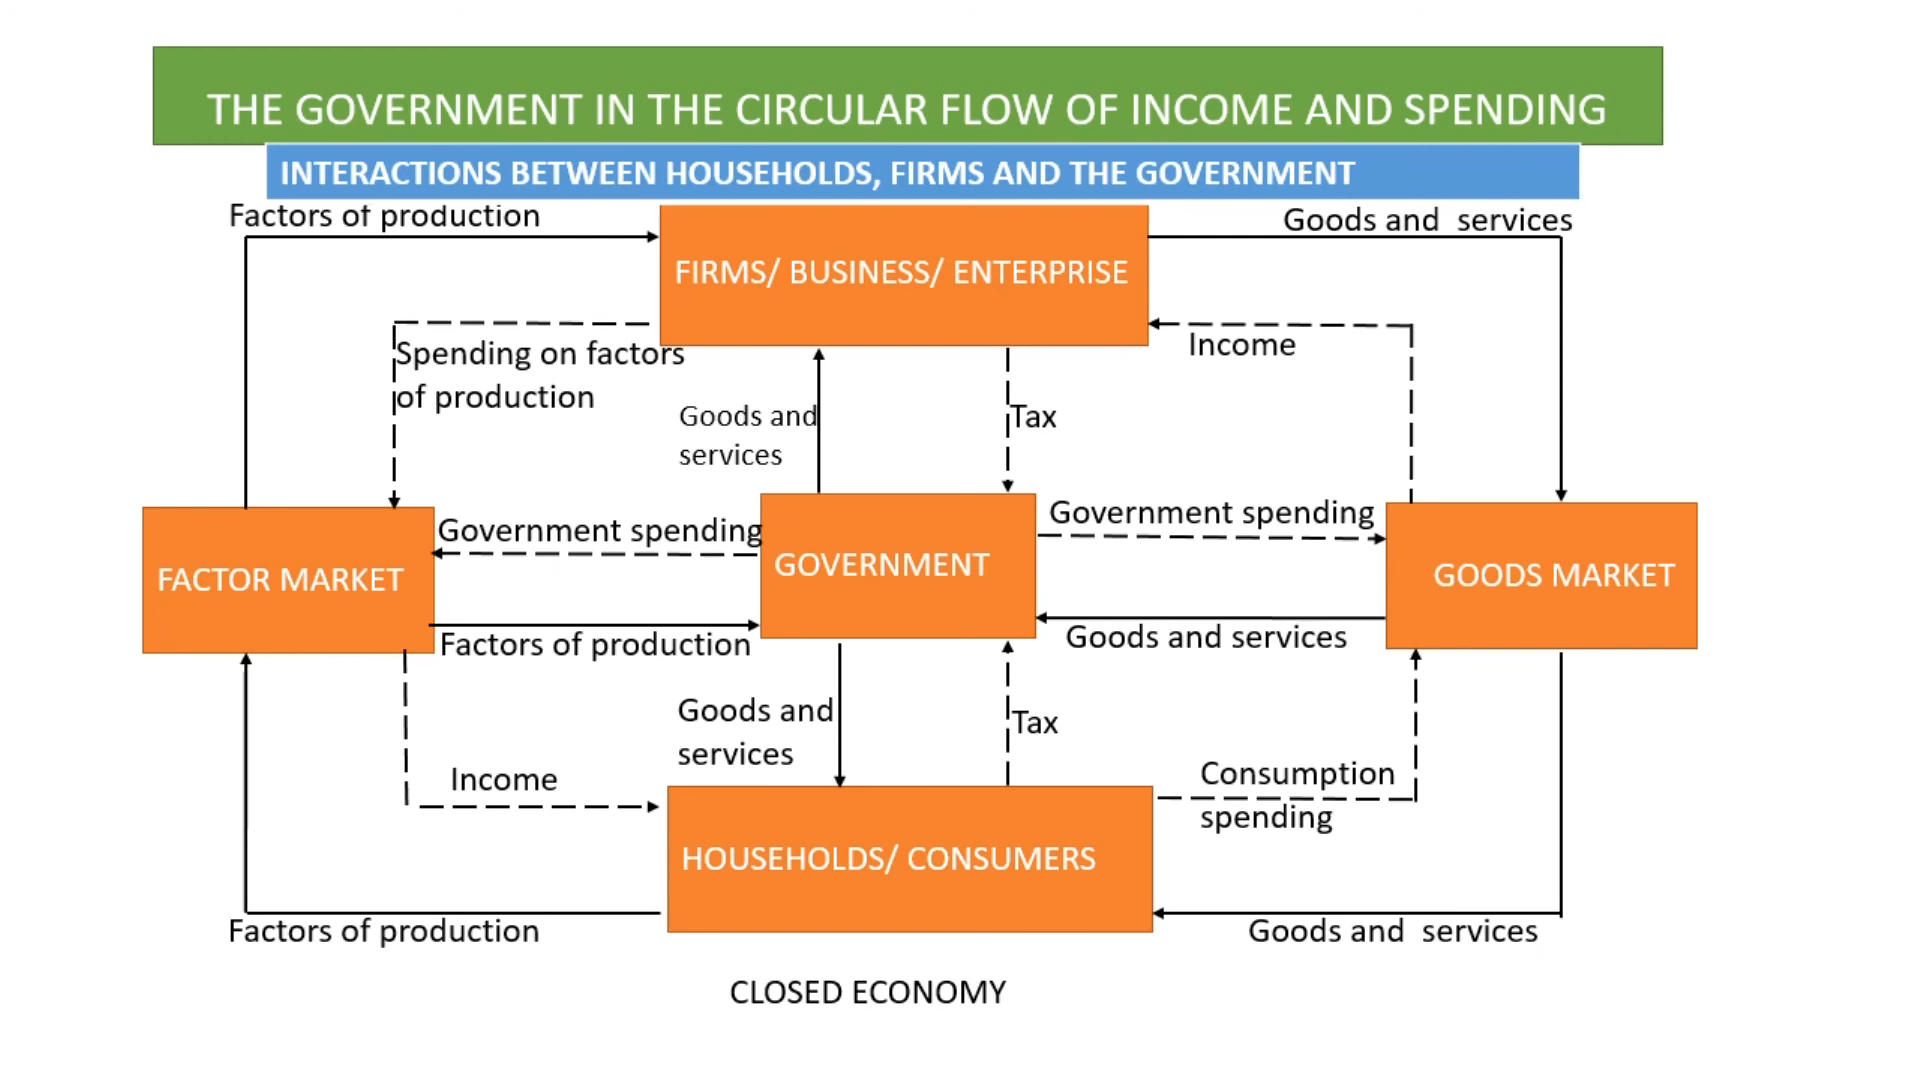 THE GOVERNMENT IN THE CIRCULAR FLOW OF INCOME AND SPENDING
INTERACTIONS BETWEEN HOUSEHOLDS, FIRMS AND THE GOVERNMENT
Factors of production
Goods and services
FIRMS/ BUSINESS/ ENTERPRISE
Spending on factors
of production
Income
Goods and
services
Tax
Government spending
Government spending
FACTOR MARKET
GOVERNMENT
GOODS MARKET
Factors of production
Goods and services
Goods and
services
Tax
Income
Consumption
spending
HOUSEHOLDS/ CONSUMERS
Factors of production
Goods and services
CLOSED ECONOMY